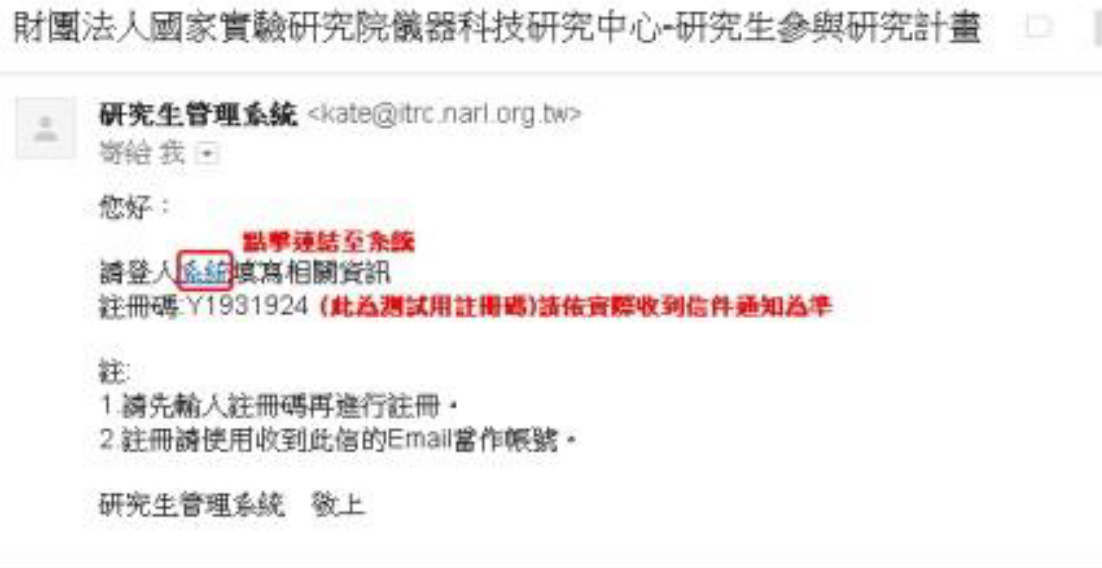 財團法人國家實驗研究院儀器科技研究中心-研究生參與研究計畫
研究生管理系統 <kate@itrc.narl.org.tw>
寄給 我
您好：
點擊連結至系統
請登入系統填寫相關資訊
註冊碼:Y1931924 (此為測試用註冊碼)請依實際收到信件通知為準
註:
1.請先輸入註冊碼再進行註冊。
2.註冊請使用收到此信的Email當作帳號。
研究生管理系統 敬上